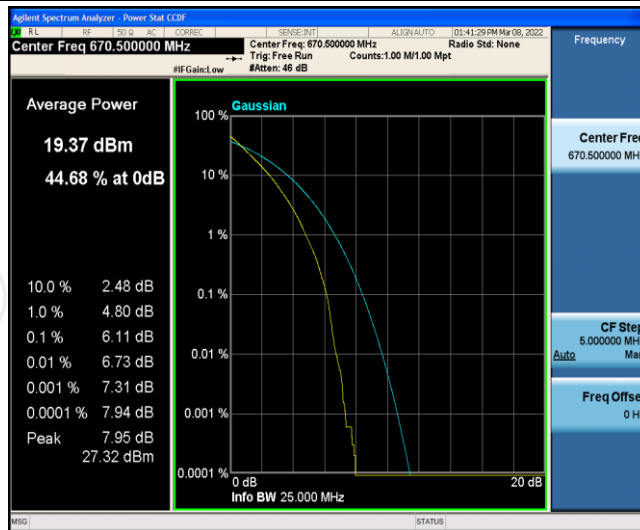 Agilent Spectrum Analyzer - Power Stat CCDF
RL RF 50 Ω AC CORREC SENSE:INT ALIGN AUTO 01:41:29 PM Mar 08, 2022
Center Freq 670.500000 MHz
Center Freq: 670.500000 MHz Radio Std: None
Trig: Free Run Counts:1.00 M/1.00 Mpt
#IFGain:Low #Atten: 46 dB
Frequency
Average Power
19.37 dBm
44.68 % at 0dB
10.0 % 2.48 dB
1.0 % 4.80 dB
0.1 % 6.11 dB
0.01 % 6.73 dB
0.001 % 7.31 dB
0.0001 % 7.94 dB
Peak 7.95 dB
27.32 dBm
Gaussian
100 %
10 %
1 %
0.1 %
0.01 %
0.001 %
0.0001 %
0 dB 20 dB
Info BW 25.000 MHz
Center Fre
670.500000 MH
CF Step
5.000000 MH
Auto Ma
Freq Offse
0 H
MSG STATUS